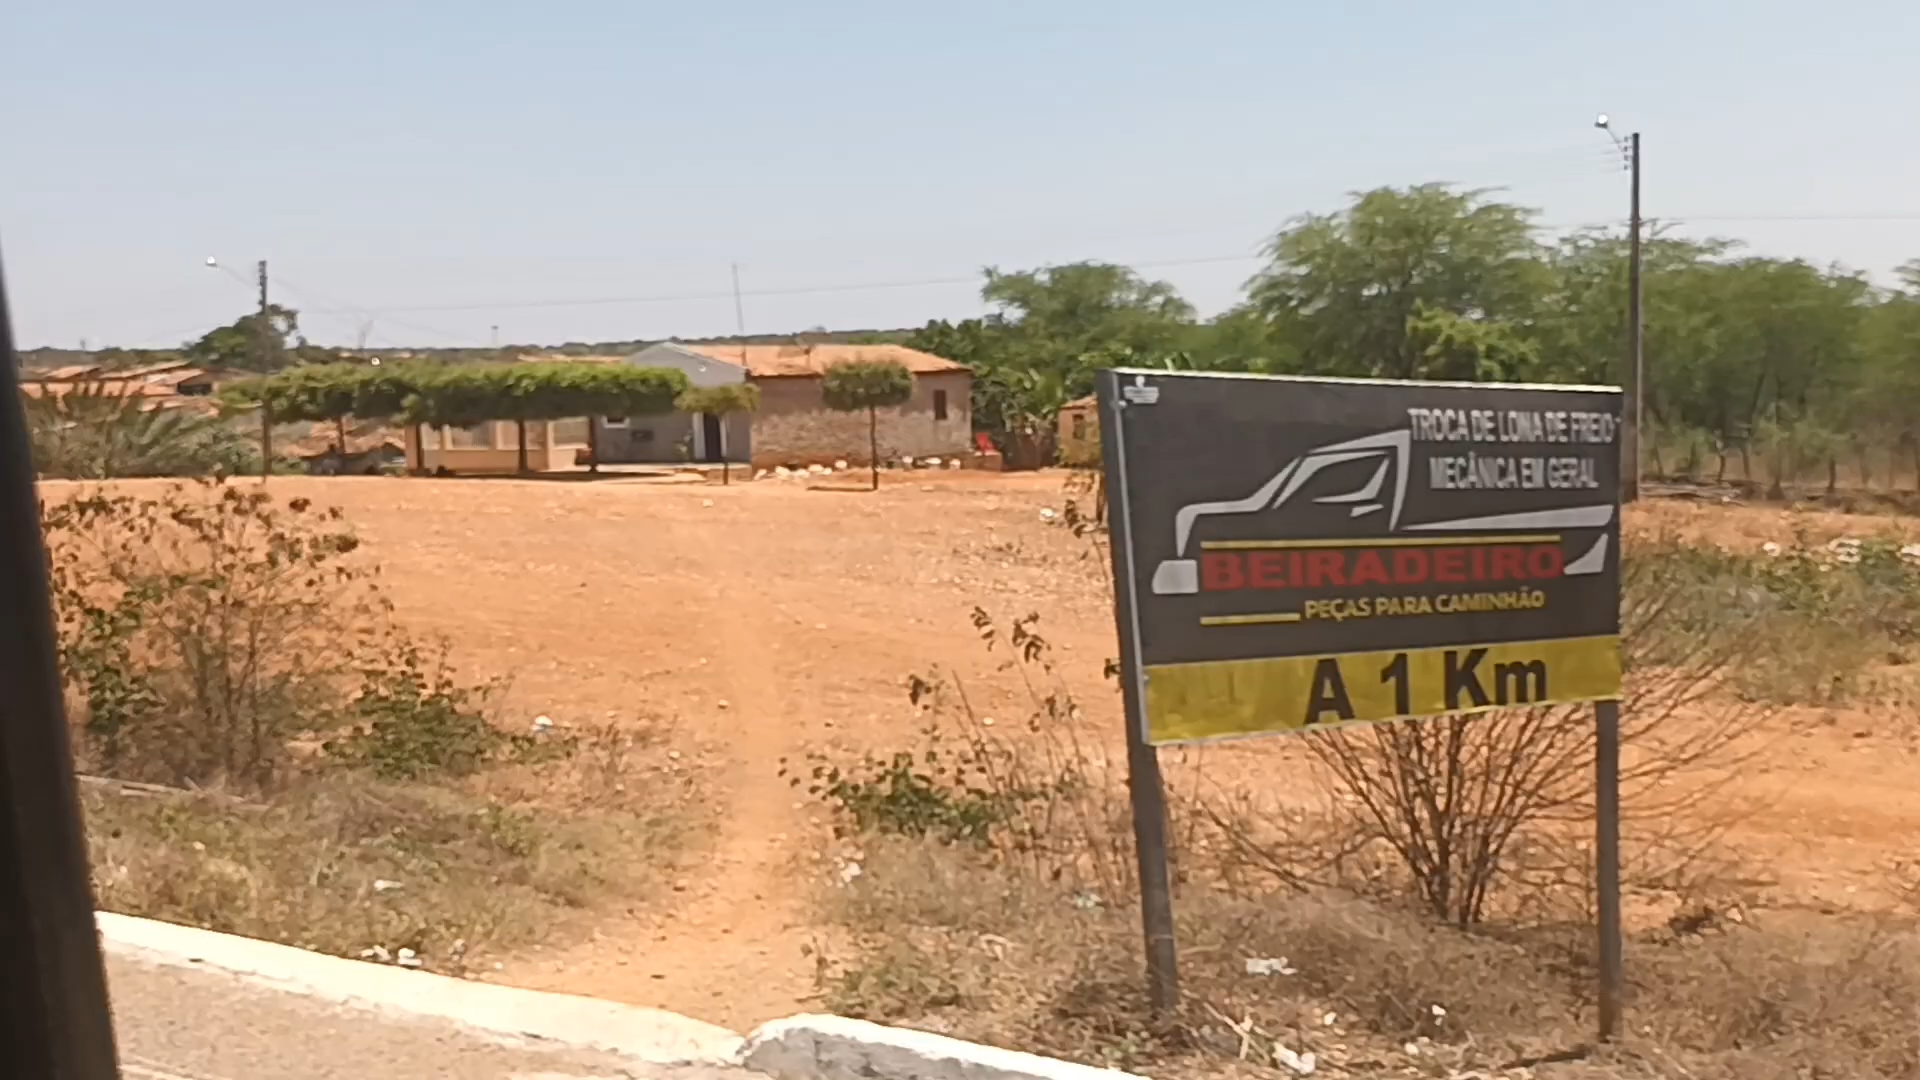 TROCA DE LONA DE FREIO
MECÂNICA EM GERAL
BEIRADEIRO
PEÇAS PARA CAMINHÃO
A 1 Km